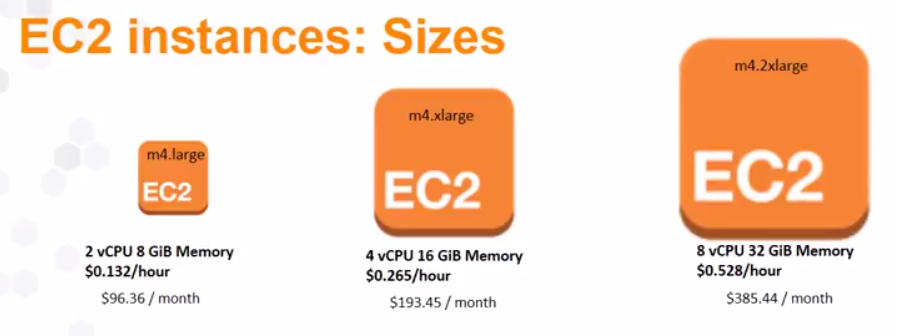 EC2 instances: Sizes
m4.large
EC2
2 vCPU 8 GiB Memory
$0.132/hour
$96.36 / month
m4.xlarge
EC2
4 vCPU 16 GiB Memory
$0.265/hour
$193.45 / month
m4.2xlarge
EC2
8 vCPU 32 GiB Memory
$0.528/hour
$385.44 / month